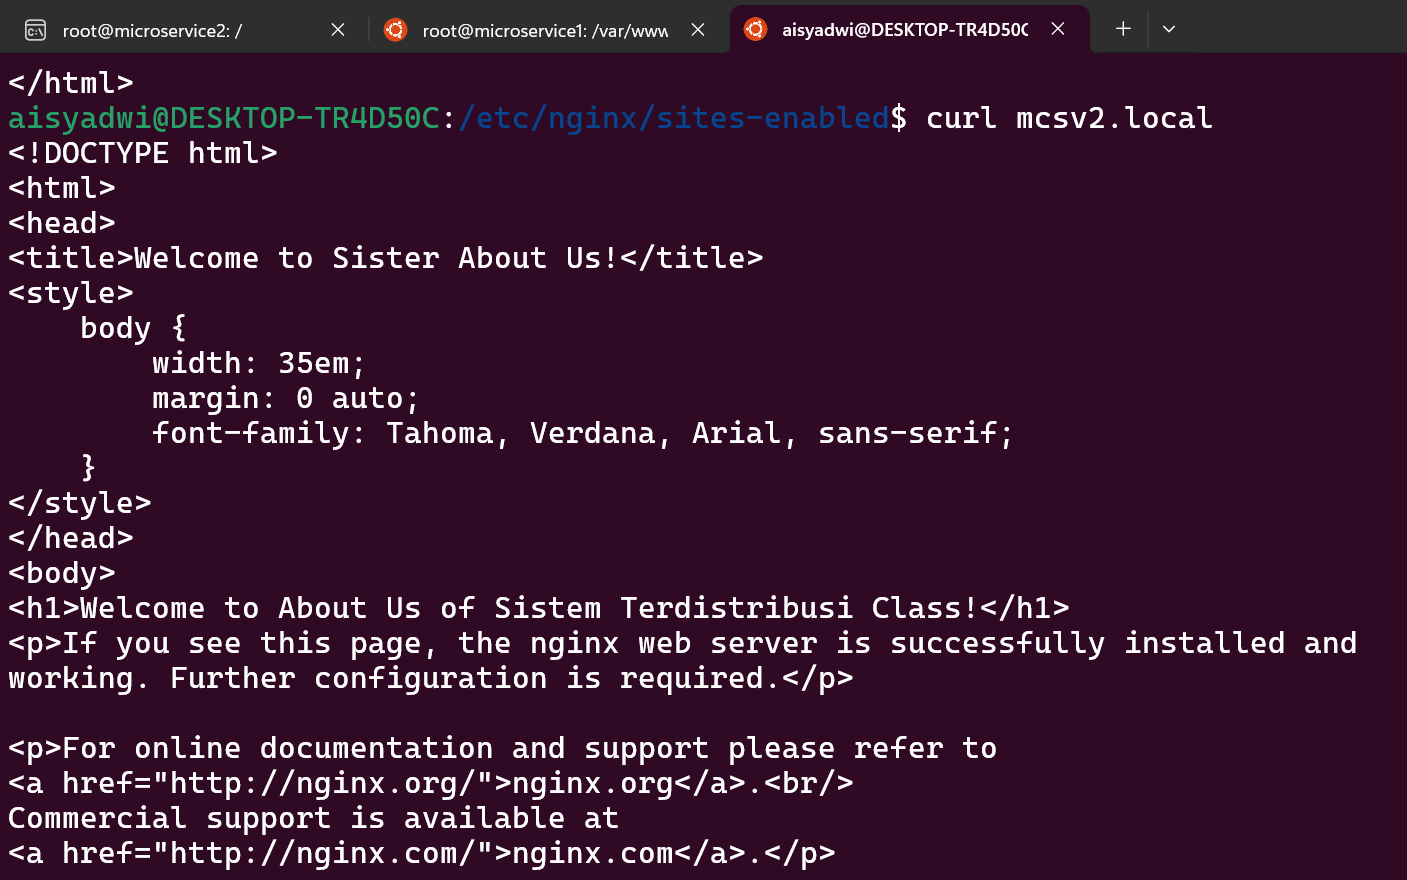 root@microservice2: /
root@microservice1: /var/www
aisyadwi@DESKTOP-TR4D50C
</html>
aisyadwi@DESKTOP-TR4D50C:/etc/nginx/sites-enabled$ curl mcsv2.local
<!DOCTYPE html>
<html>
<head>
<title>Welcome to Sister About Us!</title>
<style>
    body {
        width: 35em;
        margin: 0 auto;
        font-family: Tahoma, Verdana, Arial, sans-serif;
    }
</style>
</head>
<body>
<h1>Welcome to About Us of Sistem Terdistribusi Class!</h1>
<p>If you see this page, the nginx web server is successfully installed and
working. Further configuration is required.</p>

<p>For online documentation and support please refer to
<a href="http://nginx.org/">nginx.org</a>.<br/>
Commercial support is available at
<a href="http://nginx.com/">nginx.com</a>.</p>